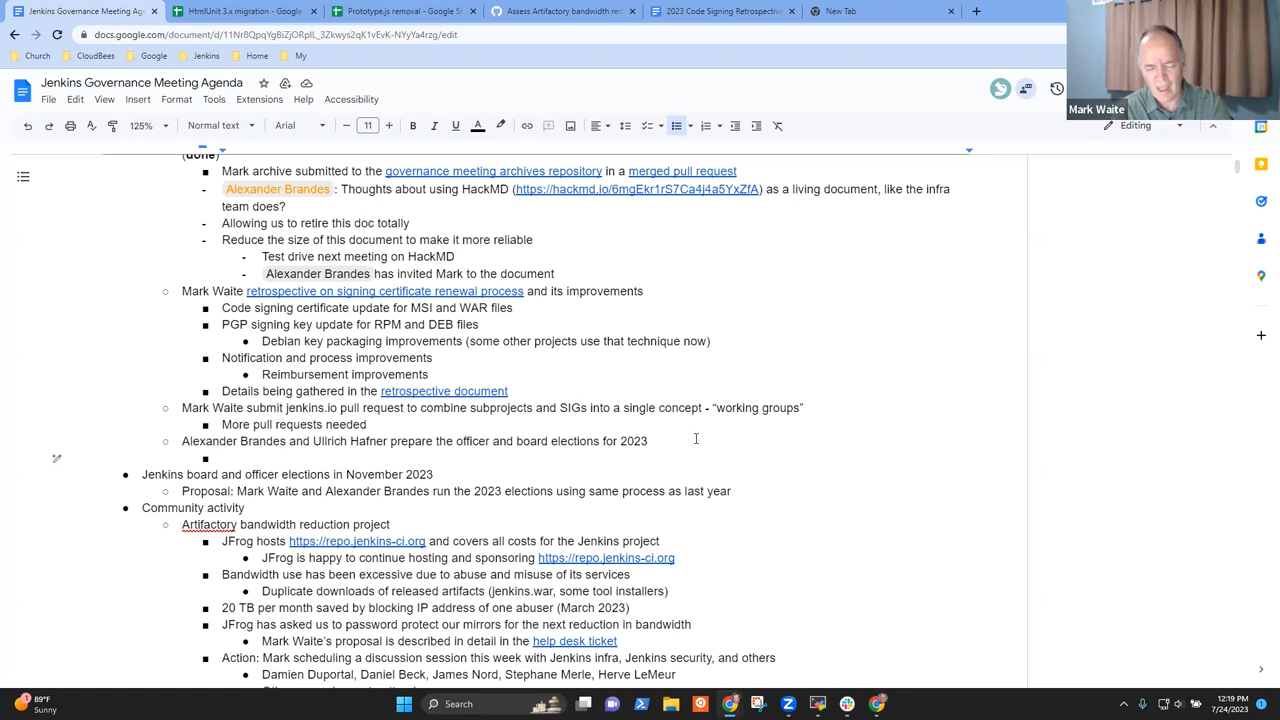 Jenkins Governance Meeting Ag
HtmlUnit 3.x migration - Google
Prototype.js removal - Google S
Assess Artifactory bandwidth re
2023 Code Signing Retrospective
New Tab
docs.google.com/document/d/11Nr8QpqYgBiZjORpIL_3Zkwys2qK1vEvK-NYyYa4rzg/edit
Church
CloudBees
Google
Jenkins
Home
My
Jenkins Governance Meeting Agenda
File Edit View Insert Format Tools Extensions Help Accessibility
Mark Waite
125%
Normal text
Arial
11
Editing
(done)
Mark archive submitted to the governance meeting archives repository in a merged pull request
- Alexander Brandes : Thoughts about using HackMD (https://hackmd.io/6mgEkr1rS7Ca4j4a5YxZfA) as a living document, like the infra
team does?
- Allowing us to retire this doc totally
- Reduce the size of this document to make it more reliable
- Test drive next meeting on HackMD
- Alexander Brandes has invited Mark to the document
Mark Waite retrospective on signing certificate renewal process and its improvements
Code signing certificate update for MSI and WAR files
PGP signing key update for RPM and DEB files
Debian key packaging improvements (some other projects use that technique now)
Notification and process improvements
Reimbursement improvements
Details being gathered in the retrospective document
Mark Waite submit jenkins.io pull request to combine subprojects and SIGs into a single concept - “working groups”
More pull requests needed
Alexander Brandes and Ullrich Hafner prepare the officer and board elections for 2023
Jenkins board and officer elections in November 2023
Proposal: Mark Waite and Alexander Brandes run the 2023 elections using same process as last year
Community activity
Artifactory bandwidth reduction project
JFrog hosts https://repo.jenkins-ci.org and covers all costs for the Jenkins project
JFrog is happy to continue hosting and sponsoring https://repo.jenkins-ci.org
Bandwidth use has been excessive due to abuse and misuse of its services
Duplicate downloads of released artifacts (jenkins.war, some tool installers)
20 TB per month saved by blocking IP address of one abuser (March 2023)
JFrog has asked us to password protect our mirrors for the next reduction in bandwidth
Mark Waite’s proposal is described in detail in the help desk ticket
Action: Mark scheduling a discussion session this week with Jenkins infra, Jenkins security, and others
Damien Duportal, Daniel Beck, James Nord, Stephane Merle, Herve LeMeur
89°F
Sunny
Search
12:19 PM
7/24/2023